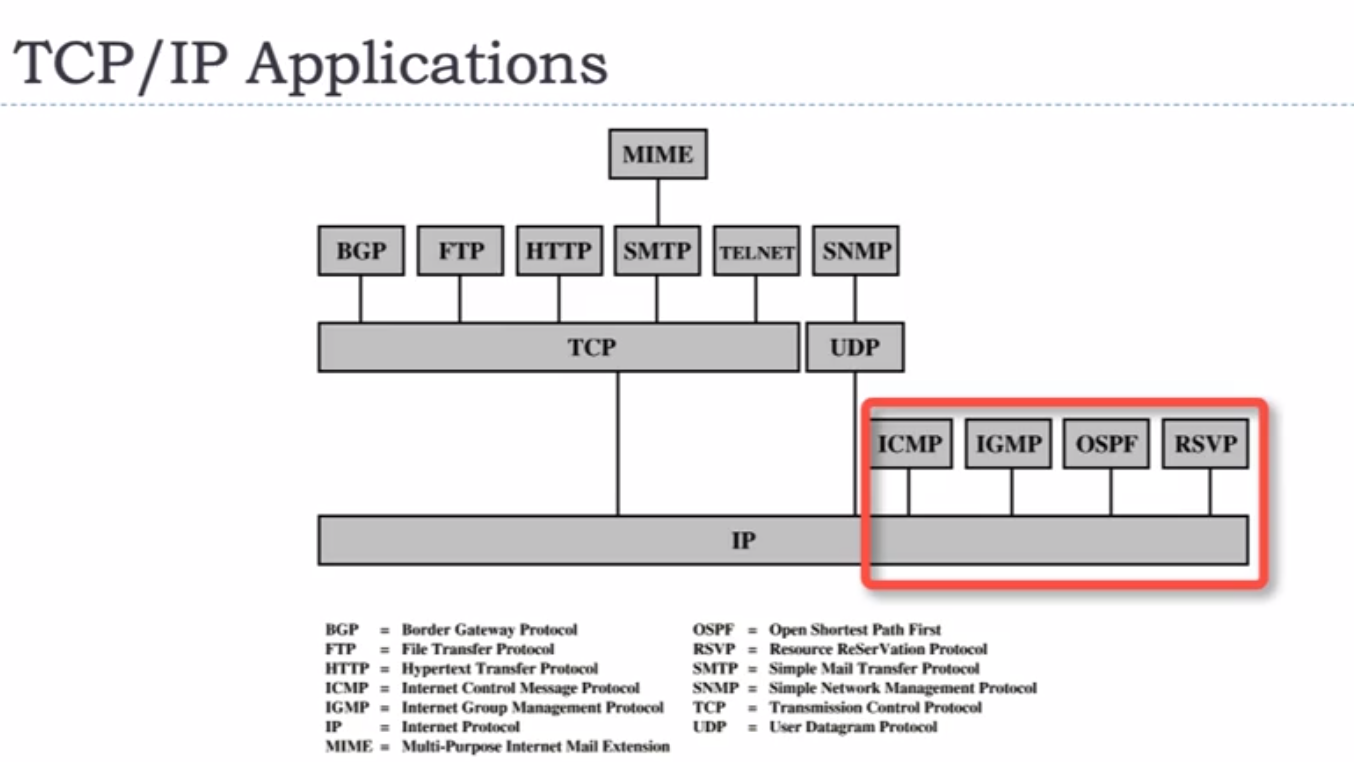 TCP/IP Applications
MIME
BGP FTP HTTP SMTP TELNET SNMP
TCP UDP
ICMP IGMP OSPF RSVP
IP
BGP = Border Gateway Protocol
FTP = File Transfer Protocol
HTTP = Hypertext Transfer Protocol
ICMP = Internet Control Message Protocol
IGMP = Internet Group Management Protocol
IP = Internet Protocol
MIME = Multi-Purpose Internet Mail Extension
OSPF = Open Shortest Path First
RSVP = Resource ReSerVation Protocol
SMTP = Simple Mail Transfer Protocol
SNMP = Simple Network Management Protocol
TCP = Transmission Control Protocol
UDP = User Datagram Protocol